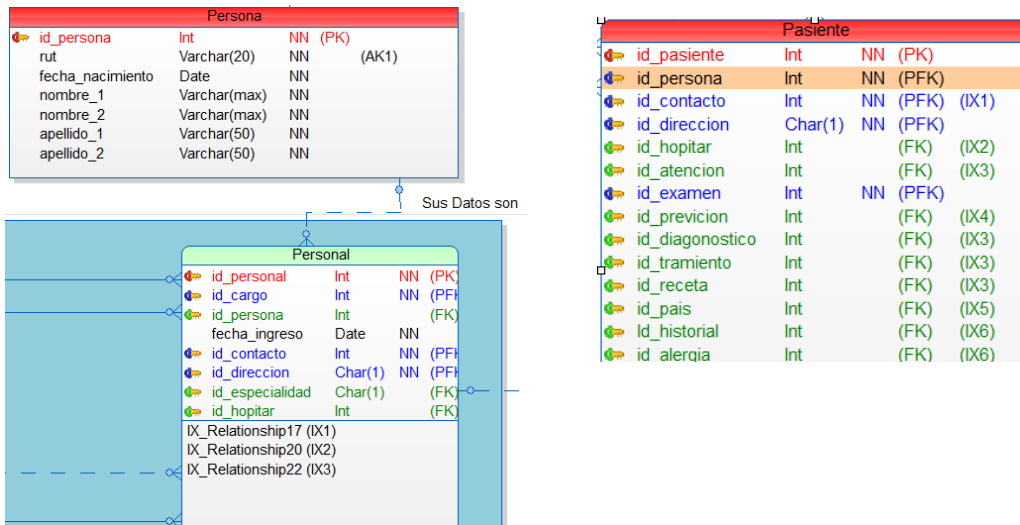 Persona
id_persona Int NN (PK)
rut Varchar(20) NN (AK1)
fecha_nacimiento Date NN
nombre_1 Varchar(max) NN
nombre_2 Varchar(max) NN
apellido_1 Varchar(50) NN
apellido_2 Varchar(50) NN
Sus Datos son
Personal
id_personal Int NN (PK)
id_cargo Int NN (PFK
id_persona Int (FK)
fecha_ingreso Date NN
id_contacto Int NN (PFK
id_direccion Char(1) NN (PFK
id_especialidad Char(1) (FK)
id_hopitar Int (FK)
IX_Relationship17 (IX1)
IX_Relationship20 (IX2)
IX_Relationship22 (IX3)
Pasiente
id_pasiente Int NN (PK)
id_persona Int NN (PFK)
id_contacto Int NN (PFK) (IX1)
id_direccion Char(1) NN (PFK)
id_hopitar Int (FK) (IX2)
id_atencion Int (FK) (IX3)
id_examen Int NN (PFK)
id_previcion Int (FK) (IX4)
id_diagonostico Int (FK) (IX3)
id_tramiento Int (FK) (IX3)
id_receta Int (FK) (IX3)
id_pais Int (FK) (IX5)
Id_historial Int (FK) (IX6)
id_alergia Int (FK) (IX6)